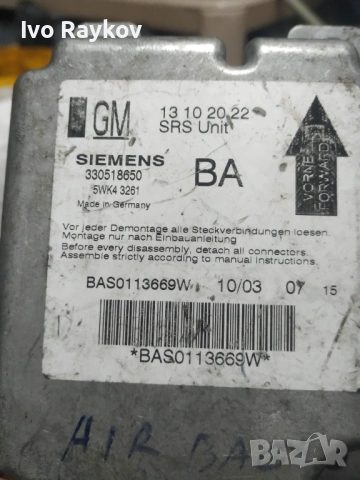 Ivo Raykov
GM
13 10 20 22
SRS Unit
SIEMENS
330518650
5WK4 3261
Made in Germany
BA
VORNE
FORWARD
Vor jeder Demontage alle Steckverbindungen loesen.
Montage nur nach Einbauanleitung
Before every disassembly, detach all connectors.
Assemble strictly according to manual instructions.
BAS0113669W 10/03 07 15
*BAS0113669W*
AIR BAG
BAZAR